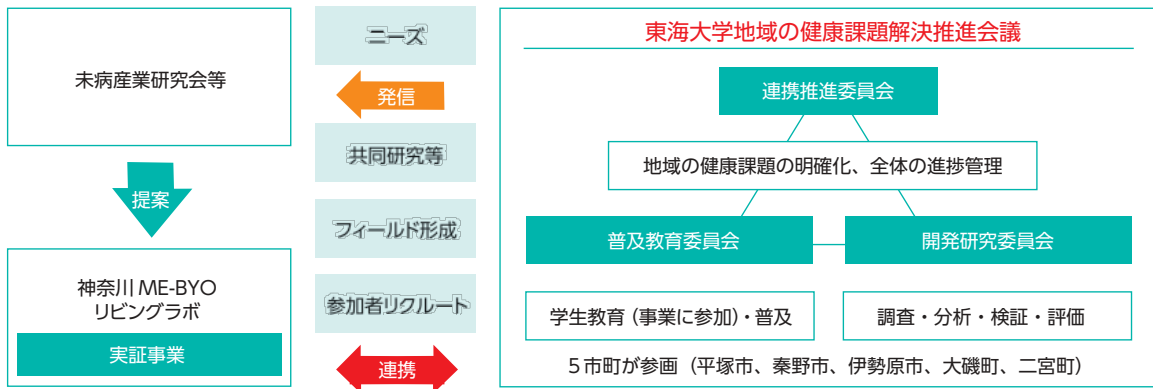 未病産業研究会等
提案
神奈川ME-BYO
リビングラボ
実証事業
ニーズ
発信
共同研究等
フィールド形成
参加者リクルート
連携
東海大学地域の健康課題解決推進会議
連携推進委員会
地域の健康課題の明確化、全体の進捗管理
普及教育委員会
開発研究委員会
学生教育（事業に参加）・普及
調査・分析・検証・評価
5市町が参画（平塚市、秦野市、伊勢原市、大磯町、二宮町）